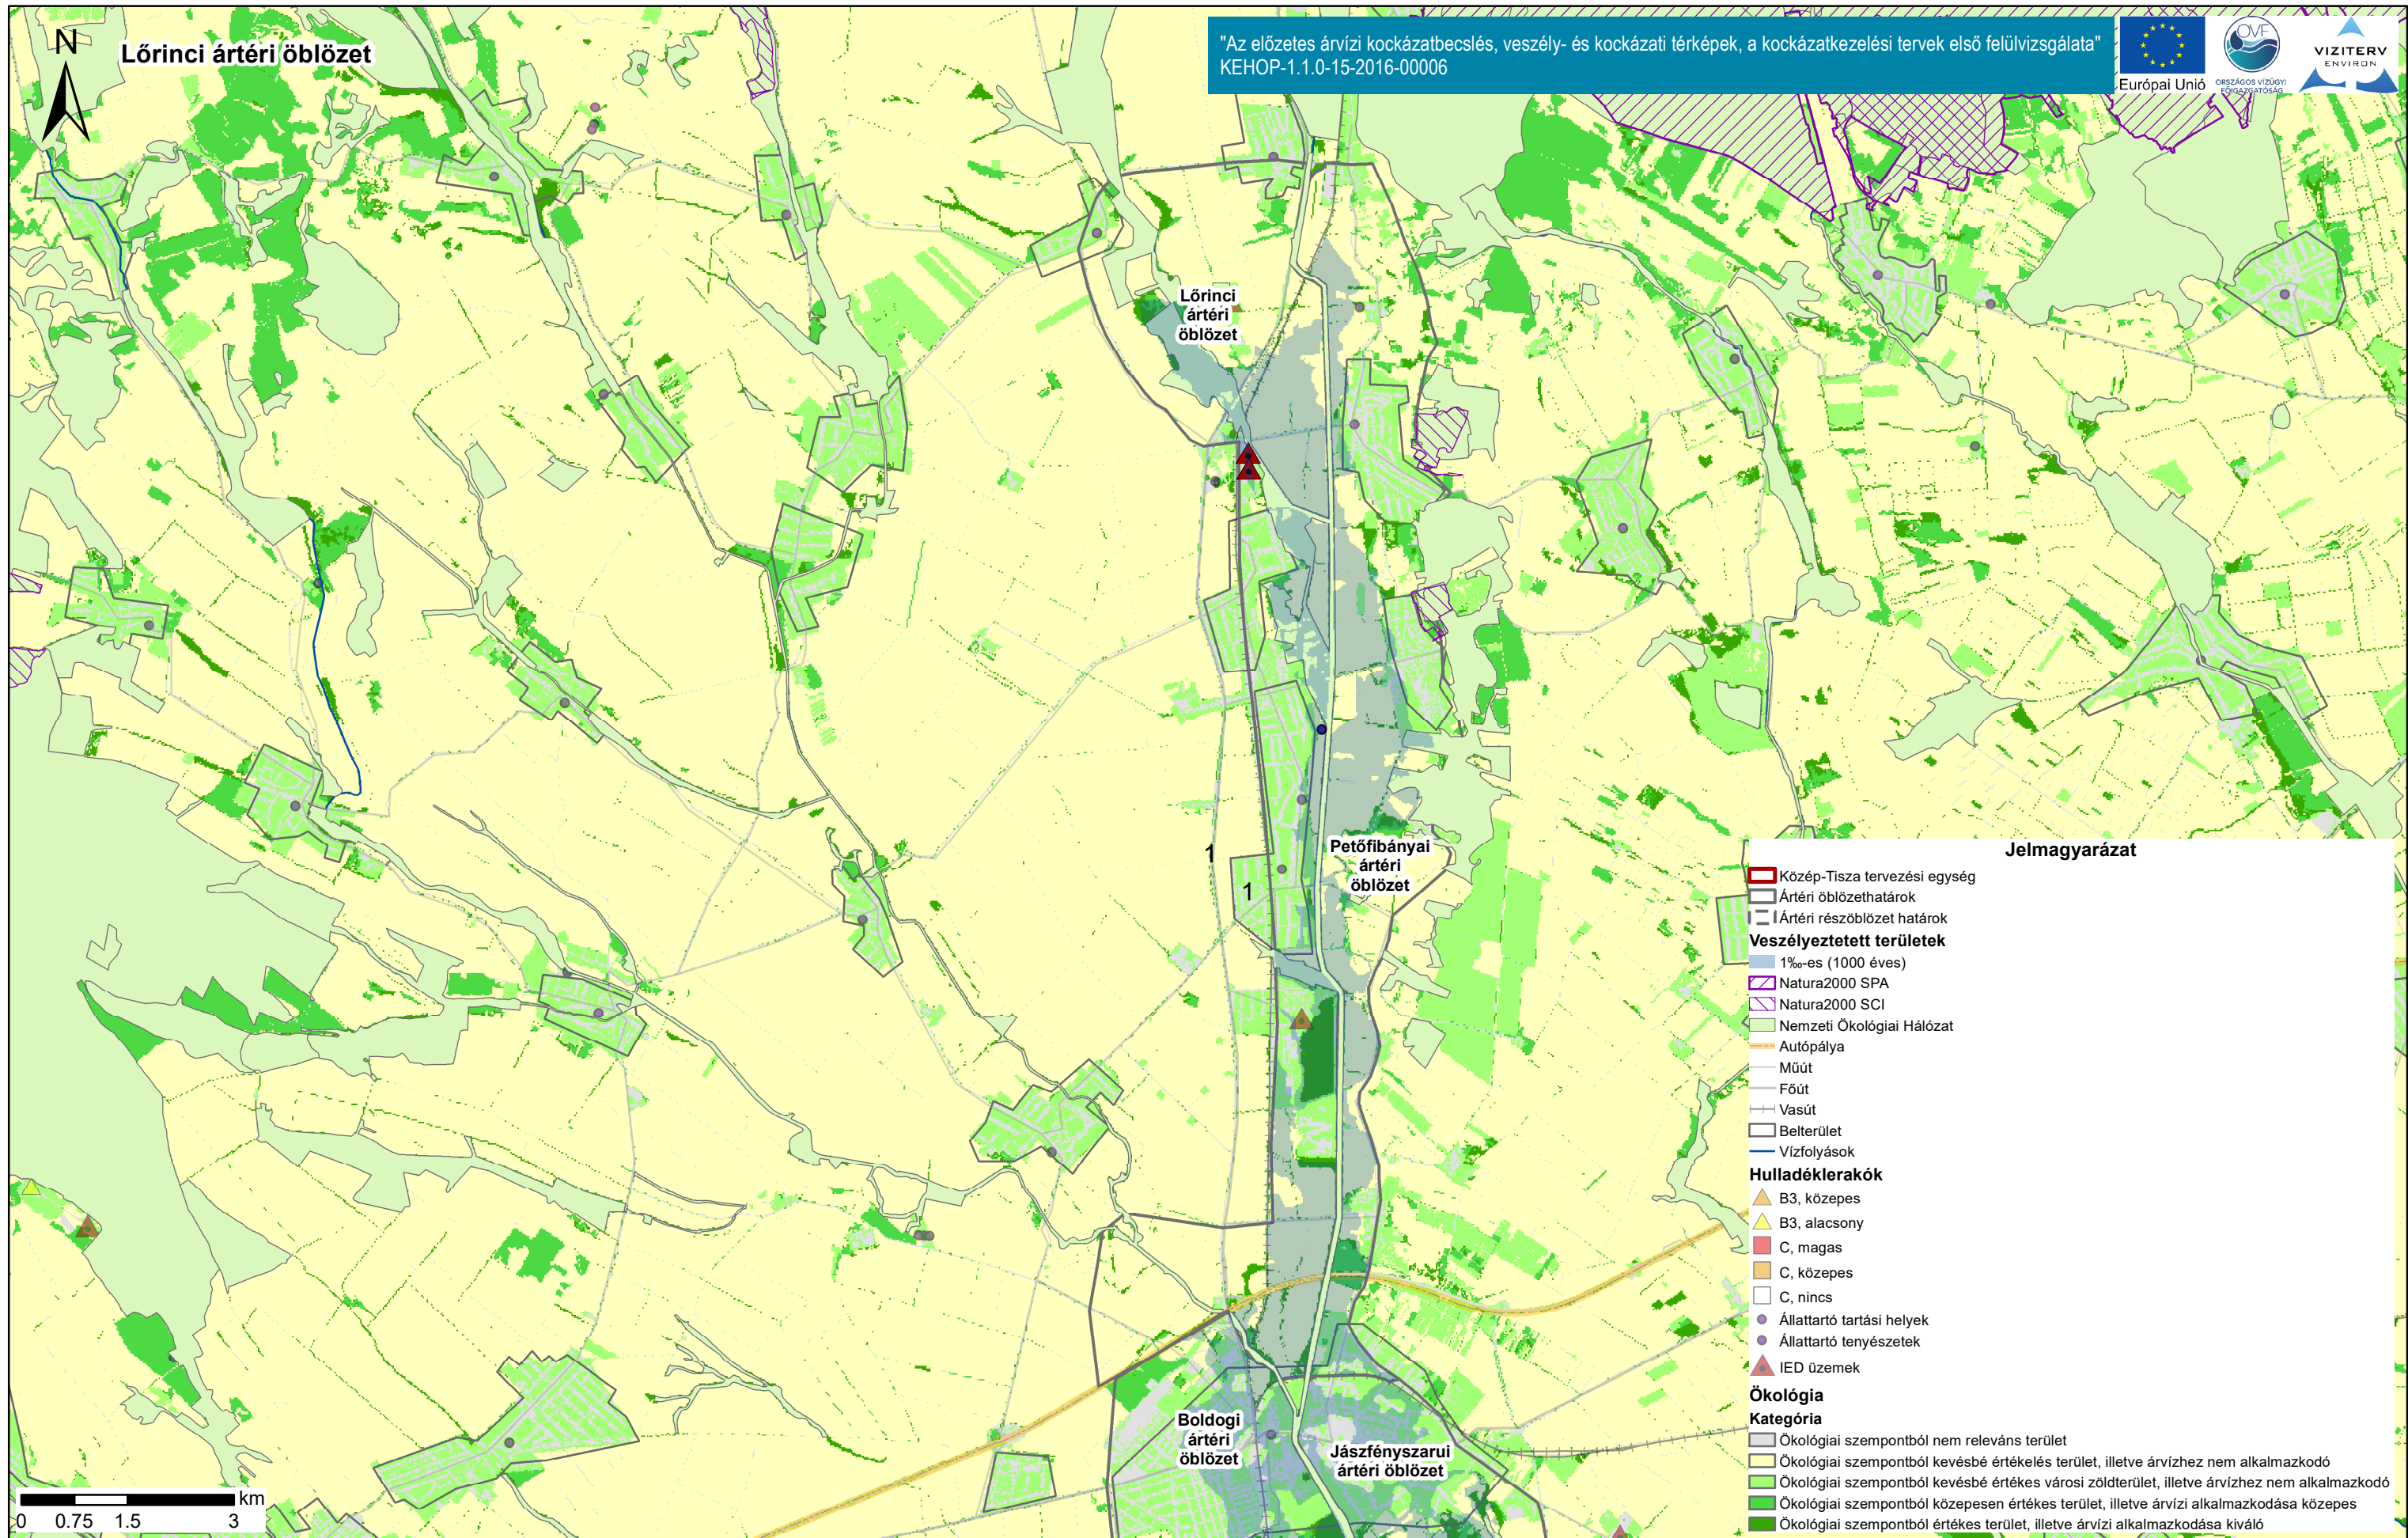 N
Lőrinci ártéri öblözet
"Az előzetes árvízi kockázatbecslés, veszély- és kockázati térképek, a kockázatkezelési tervek első felülvizsgálata"
KEHOP-1.1.0-15-2016-00006
Európai Unió
OVF
ORSZÁGOS VÍZÜGYI
FŐIGAZGATÓSÁG
VIZITERV
ENVIRON
Lőrinci
ártéri
öblözet
Petőfibányai
ártéri
öblözet
1
1
Boldogi
ártéri
öblözet
Jászfényszarui
ártéri öblözet
km
0 0.75 1.5 3
Jelmagyarázat
Közép-Tisza tervezési egység
Ártéri öblözethatárok
Ártéri részöblözet határok
Veszélyeztetett területek
1‰-es (1000 éves)
Natura2000 SPA
Natura2000 SCI
Nemzeti Ökológiai Hálózat
Autópálya
Műút
Főút
Vasút
Belterület
Vízfolyások
Hulladéklerakók
B3, közepes
B3, alacsony
C, magas
C, közepes
C, nincs
Állattartó tartási helyek
Állattartó tenyészetek
IED üzemek
Ökológia
Kategória
Ökológiai szempontból nem releváns terület
Ökológiai szempontból kevésbé értékelés terület, illetve árvízhez nem alkalmazkodó
Ökológiai szempontból kevésbé értékes városi zöldterület, illetve árvízhez nem alkalmazkodó
Ökológiai szempontból közepesen értékes terület, illetve árvízi alkalmazkodása közepes
Ökológiai szempontból értékes terület, illetve árvízi alkalmazkodása kiváló